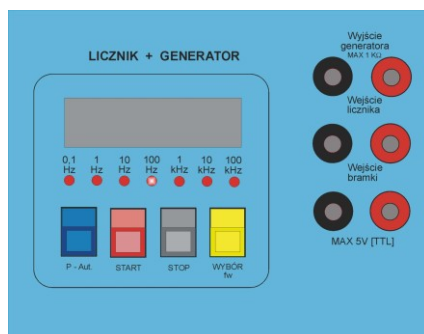 LICZNIK + GENERATOR
0,1 Hz
1 Hz
10 Hz
100 Hz
1 kHz
10 kHz
100 kHz
P - Aut.
START
STOP
WYBÓR
fw
Wyjście
generatora
MAX 1 KΩ
Wejście
licznika
Wejście
bramki
MAX 5V [TTL]